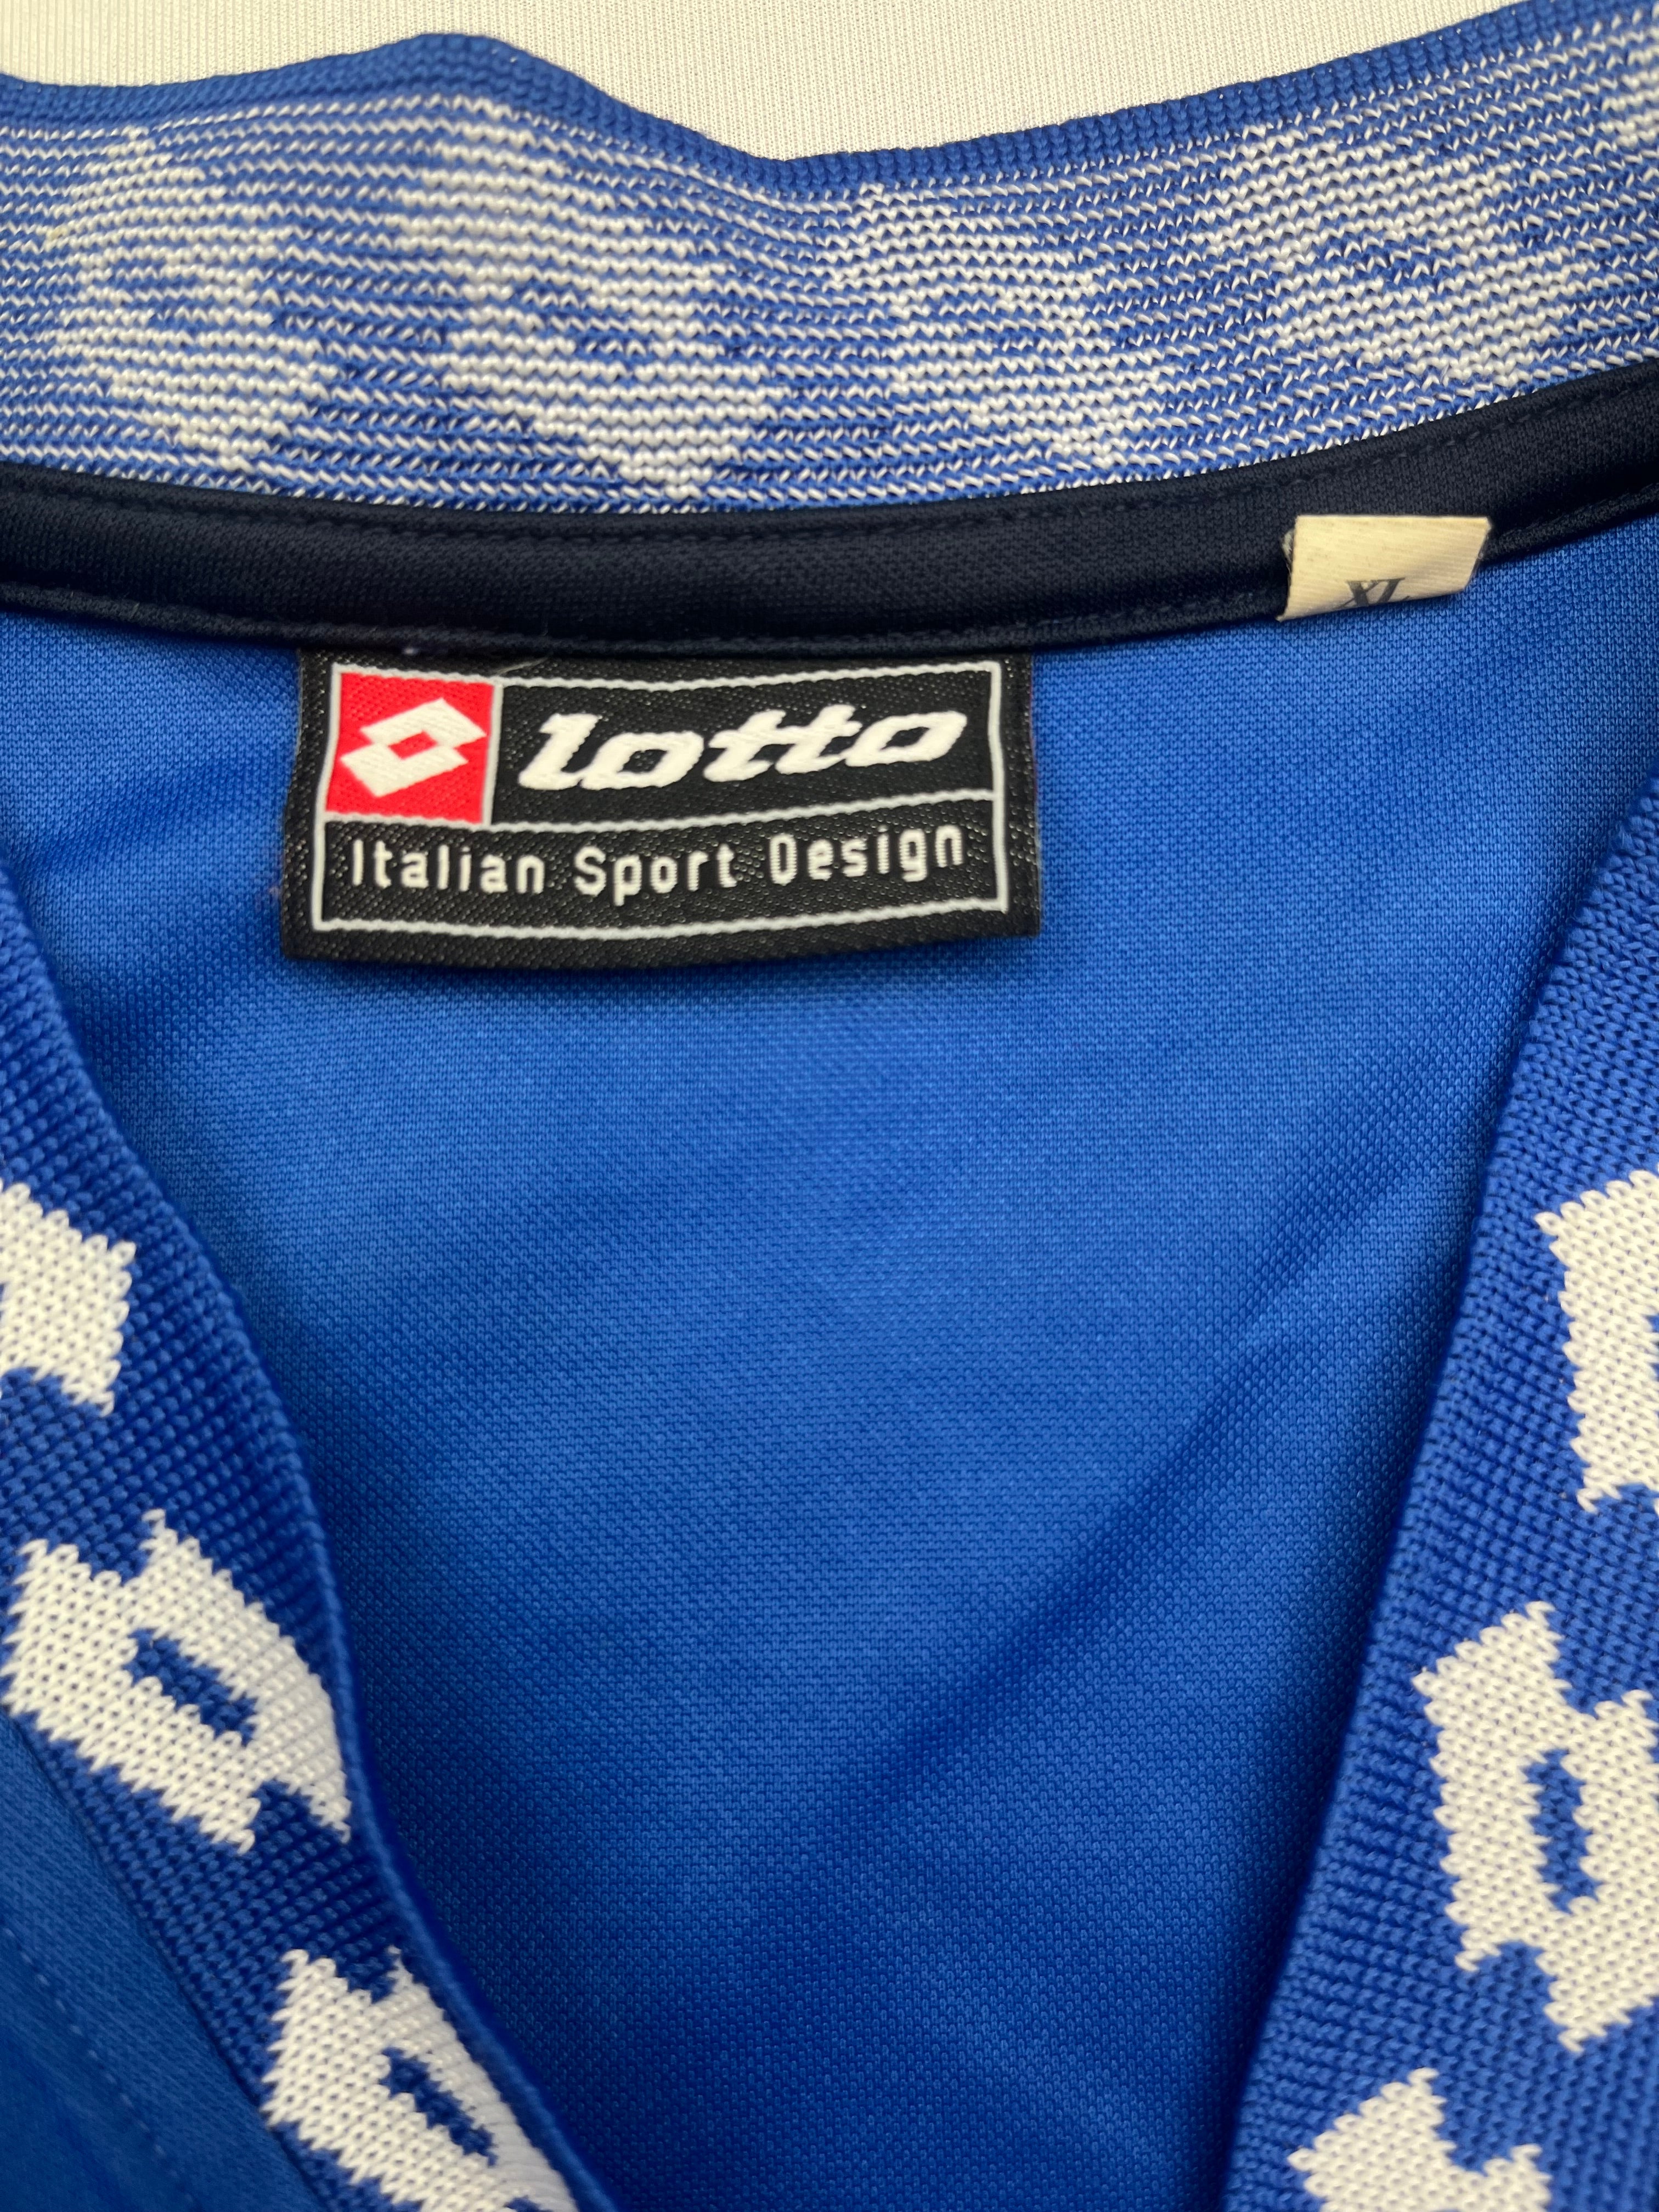 XL
lotto
Italian Sport Design